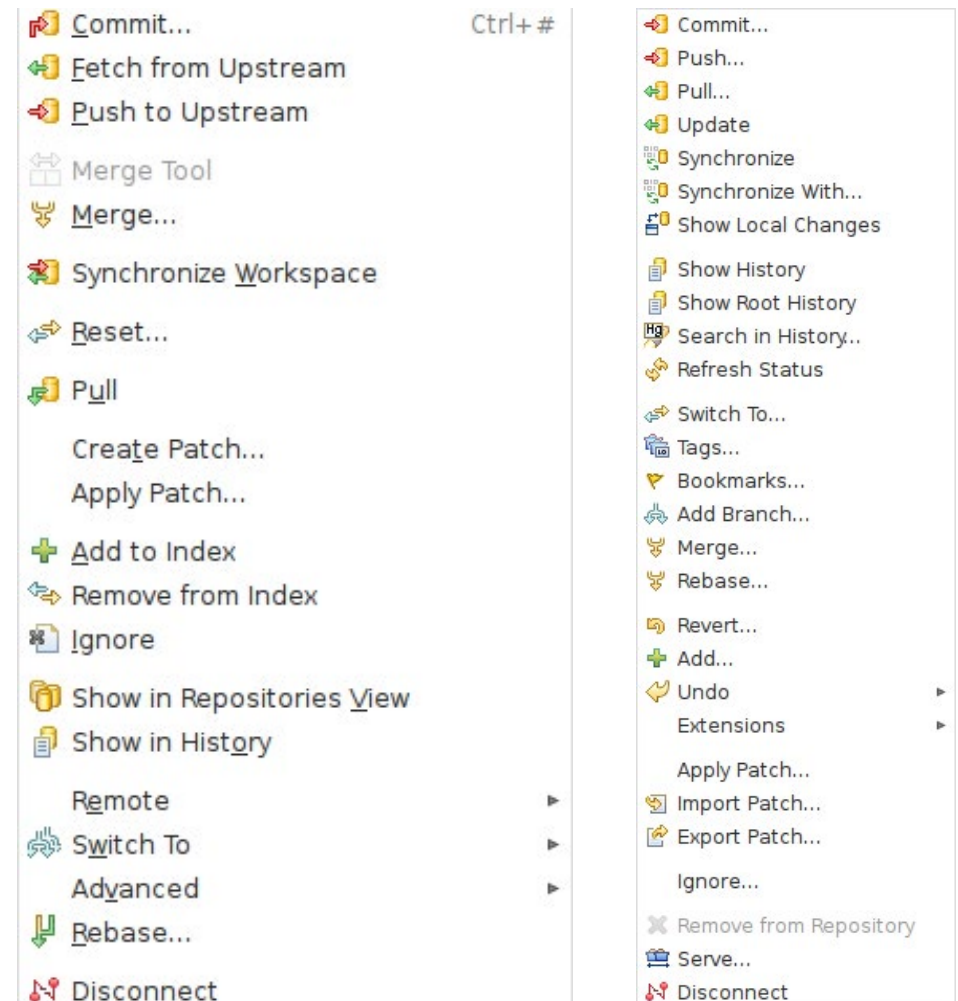 Commit... Ctrl+#
Fetch from Upstream
Push to Upstream
Merge Tool
Merge...
Synchronize Workspace
Reset...
Pull
Create Patch...
Apply Patch...
Add to Index
Remove from Index
Ignore
Show in Repositories View
Show in History
Remote
Switch To
Advanced
Rebase...
Disconnect
Commit...
Push...
Pull...
Update
Synchronize
Synchronize With...
Show Local Changes
Show History
Show Root History
Hg Search in History...
Refresh Status
Switch To...
Tags...
Bookmarks...
Add Branch...
Merge...
Rebase...
Revert...
Add...
Undo
Extensions
Apply Patch...
Import Patch...
Export Patch...
Ignore...
Remove from Repository
Serve...
Disconnect